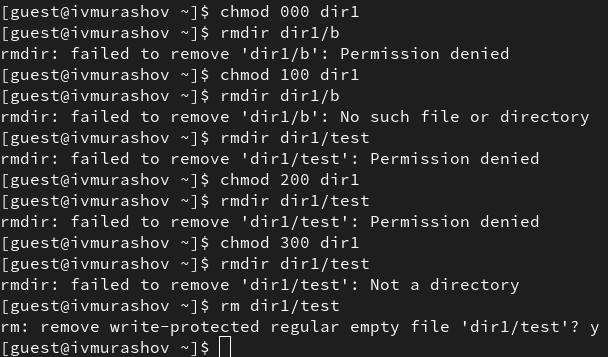 [guest@ivmurashov ~]$ chmod 000 dir1
[guest@ivmurashov ~]$ rmdir dir1/b
rmdir: failed to remove 'dir1/b': Permission denied
[guest@ivmurashov ~]$ chmod 100 dir1
[guest@ivmurashov ~]$ rmdir dir1/b
rmdir: failed to remove 'dir1/b': No such file or directory
[guest@ivmurashov ~]$ rmdir dir1/test
rmdir: failed to remove 'dir1/test': Permission denied
[guest@ivmurashov ~]$ chmod 200 dir1
[guest@ivmurashov ~]$ rmdir dir1/test
rmdir: failed to remove 'dir1/test': Permission denied
[guest@ivmurashov ~]$ chmod 300 dir1
[guest@ivmurashov ~]$ rmdir dir1/test
rmdir: failed to remove 'dir1/test': Not a directory
[guest@ivmurashov ~]$ rm dir1/test
rm: remove write-protected regular empty file 'dir1/test'? y
[guest@ivmurashov ~]$